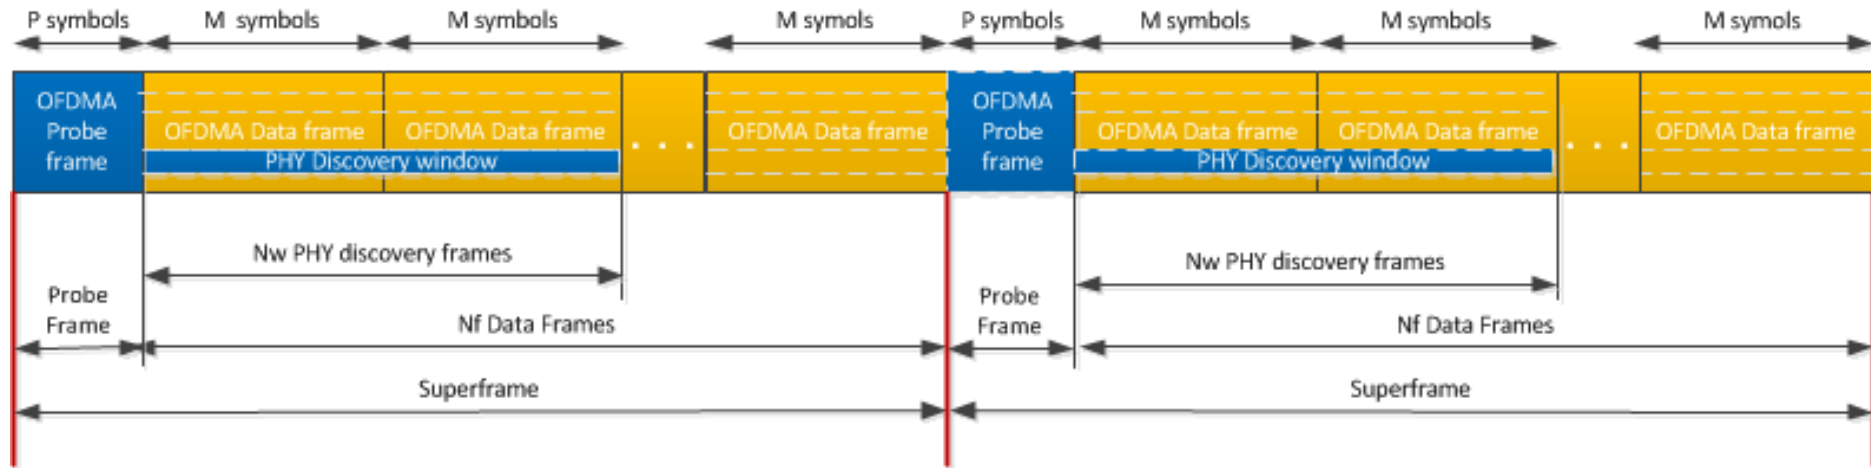 P symbols M symbols M symbols M symols P symbols M symbols M symbols M symols
OFDMA
Probe
frame
OFDMA Data frame OFDMA Data frame . . . OFDMA Data frame
PHY Discovery window
OFDMA
Probe
frame
OFDMA Data frame OFDMA Data frame . . . OFDMA Data frame
PHY Discovery window
Nw PHY discovery frames
Nw PHY discovery frames
Probe
Frame
Nf Data Frames
Probe
Frame
Nf Data Frames
Superframe
Superframe